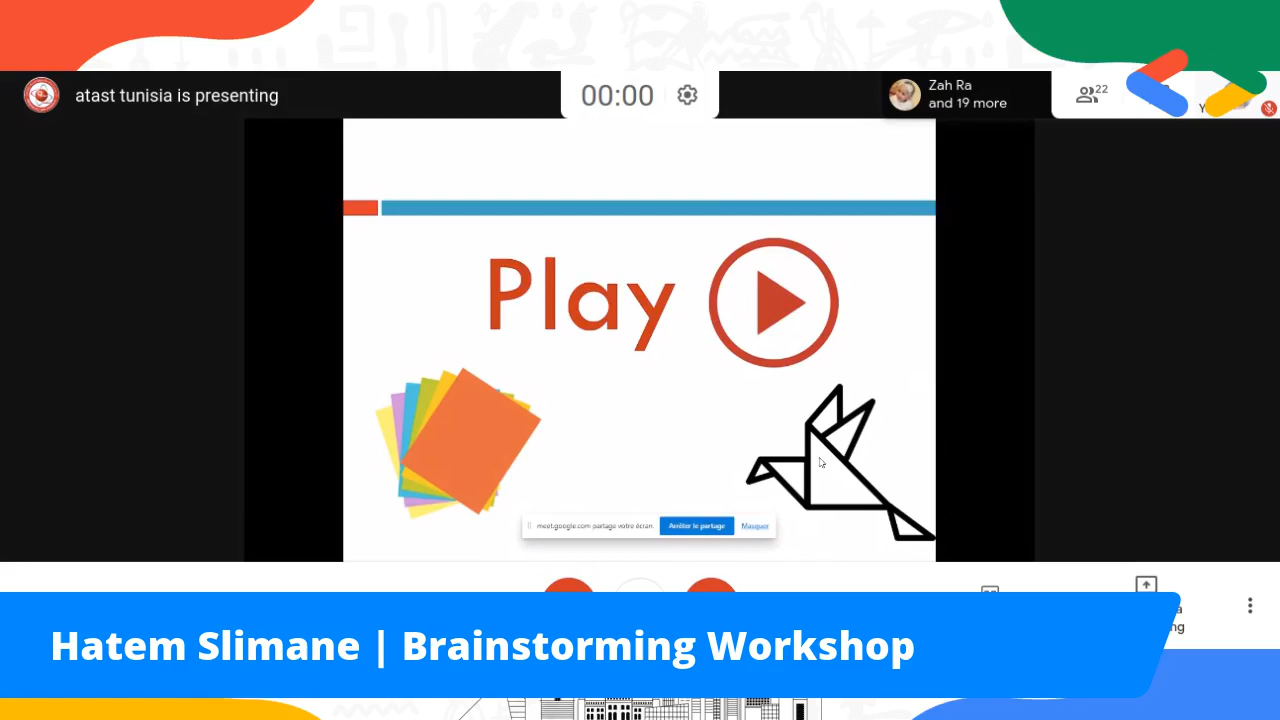 atast tunisia is presenting
00:00
Zah Ra
and 19 more
22
Y
Play
meet.google.com partage votre écran.
Arrêter le partage
Masquer
a
ng
Hatem Slimane | Brainstorming Workshop